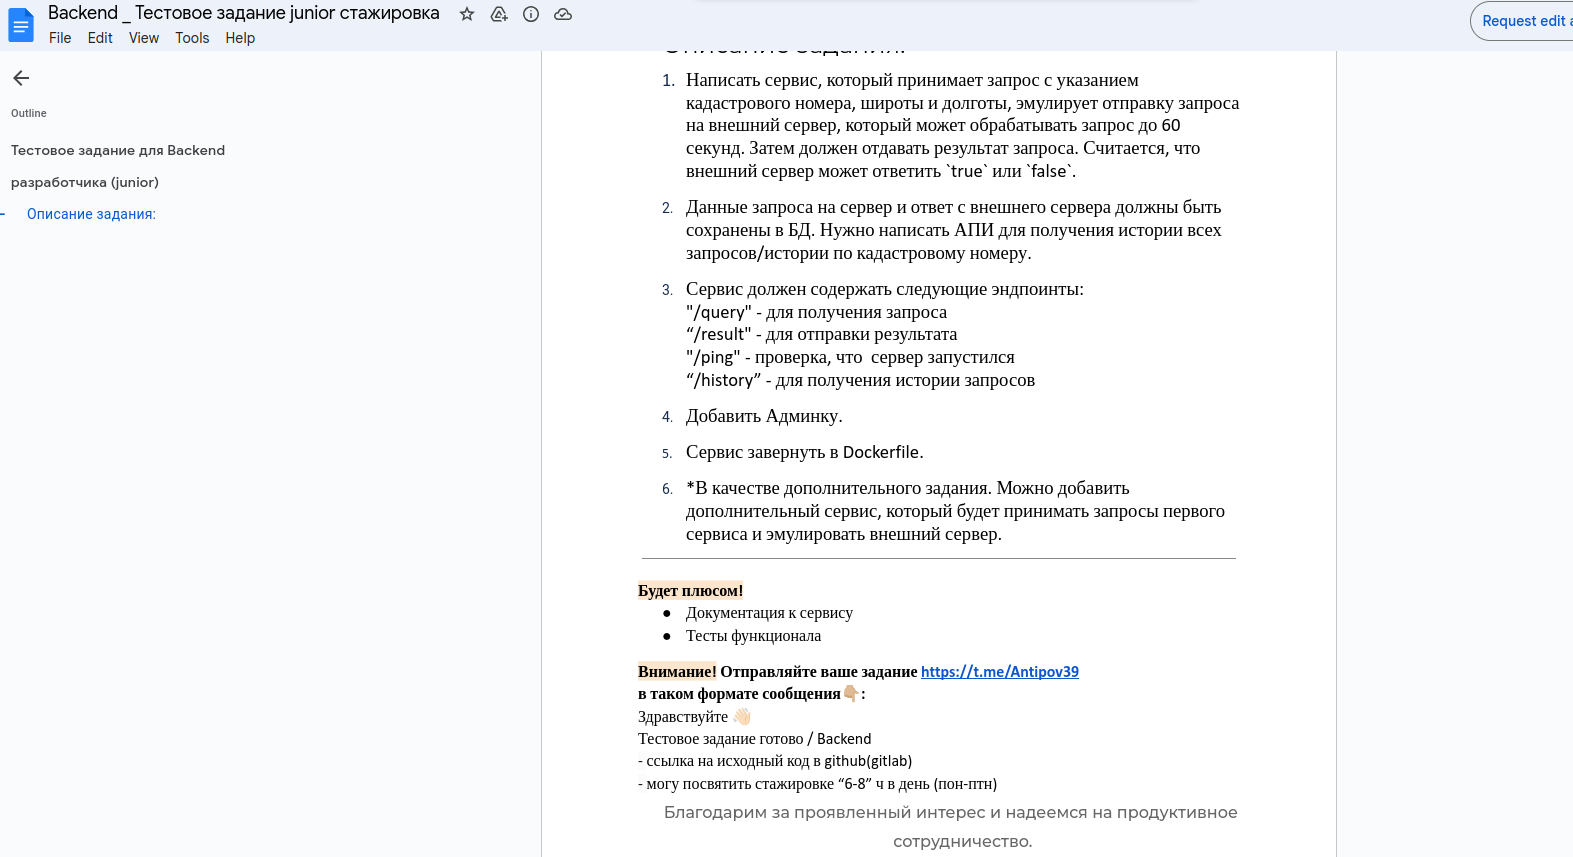 Backend _ Тестовое задание junior стажировка
File Edit View Tools Help
Request edit
Outline
Тестовое задание для Backend
разработчика (junior)
Описание задания:
Описание задания:
1. Написать сервис, который принимает запрос с указанием
кадастрового номера, широты и долготы, эмулирует отправку запроса
на внешний сервер, который может обрабатывать запрос до 60
секунд. Затем должен отдавать результат запроса. Считается, что
внешний сервер может ответить `true` или `false`.
2. Данные запроса на сервер и ответ с внешнего сервера должны быть
сохранены в БД. Нужно написать АПИ для получения истории всех
запросов/истории по кадастровому номеру.
3. Сервис должен содержать следующие эндпоинты:
"/query" - для получения запроса
“/result" - для отправки результата
"/ping" - проверка, что  сервер запустился
“/history” - для получения истории запросов
4. Добавить Админку.
5. Сервис завернуть в Dockerfile.
6. *В качестве дополнительного задания. Можно добавить
дополнительный сервис, который будет принимать запросы первого
сервиса и эмулировать внешний сервер.
Будет плюсом!
● Документация к сервису
● Тесты функционала
Внимание! Отправляйте ваше задание https://t.me/Antipov39
в таком формате сообщения👇🏼:
Здравствуйте 👋🏻
Тестовое задание готово / Backend
- ссылка на исходный код в github(gitlab)
- могу посвятить стажировке “6-8” ч в день (пон-птн)
Благодарим за проявленный интерес и надеемся на продуктивное
сотрудничество.